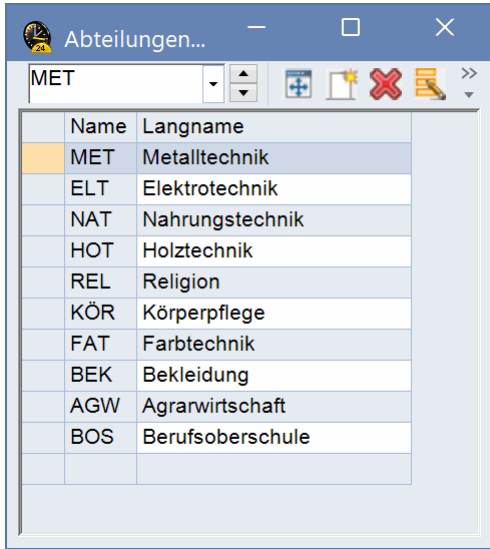 24 Abteilungen...
MET
Name Langname
MET Metalltechnik
ELT Elektrotechnik
NAT Nahrungstechnik
HOT Holztechnik
REL Religion
KÖR Körperpflege
FAT Farbtechnik
BEK Bekleidung
AGW Agrarwirtschaft
BOS Berufsoberschule